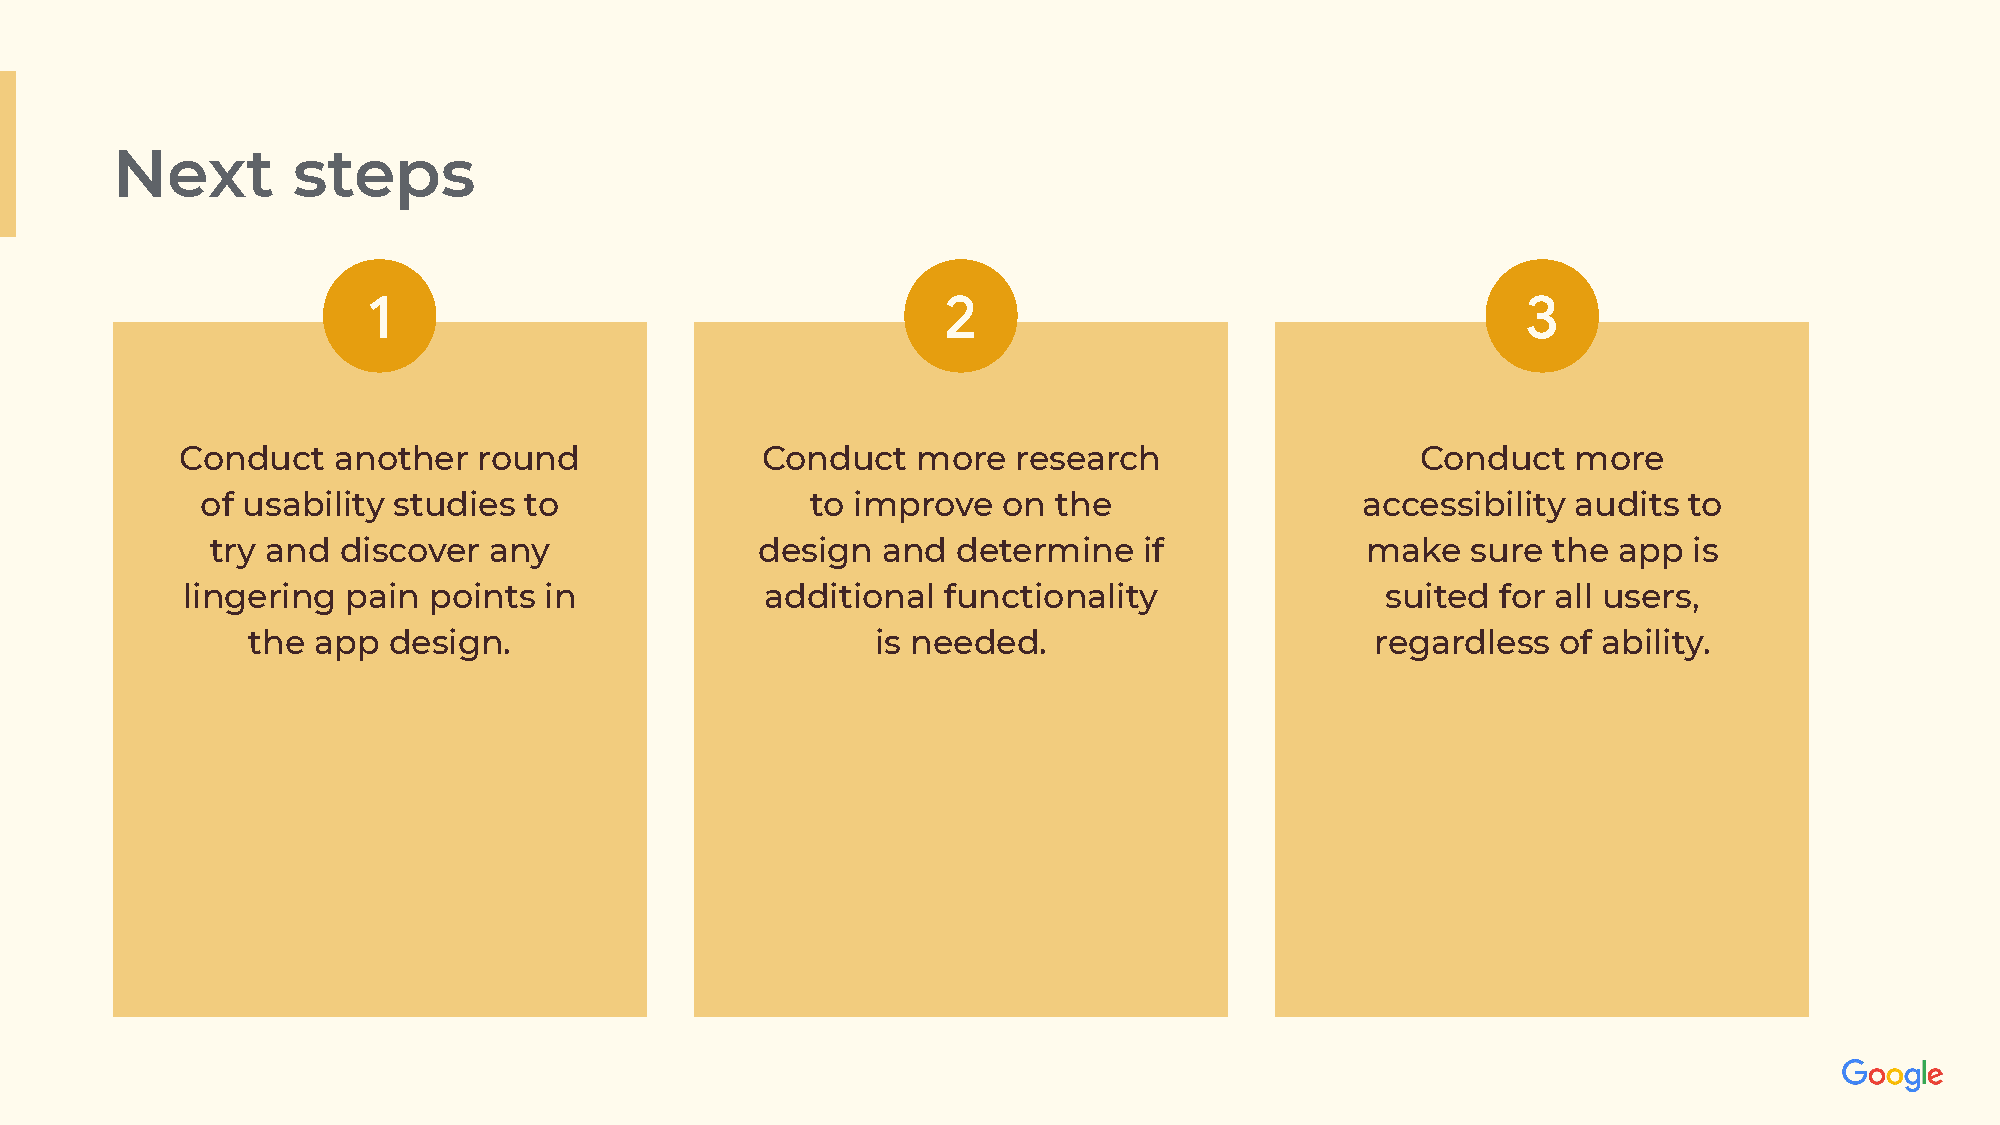 Next steps
1
Conduct another round
of usability studies to
try and discover any
lingering pain points in
the app design.
2
Conduct more research
to improve on the
design and determine if
additional functionality
is needed.
3
Conduct more
accessibility audits to
make sure the app is
suited for all users,
regardless of ability.
Google